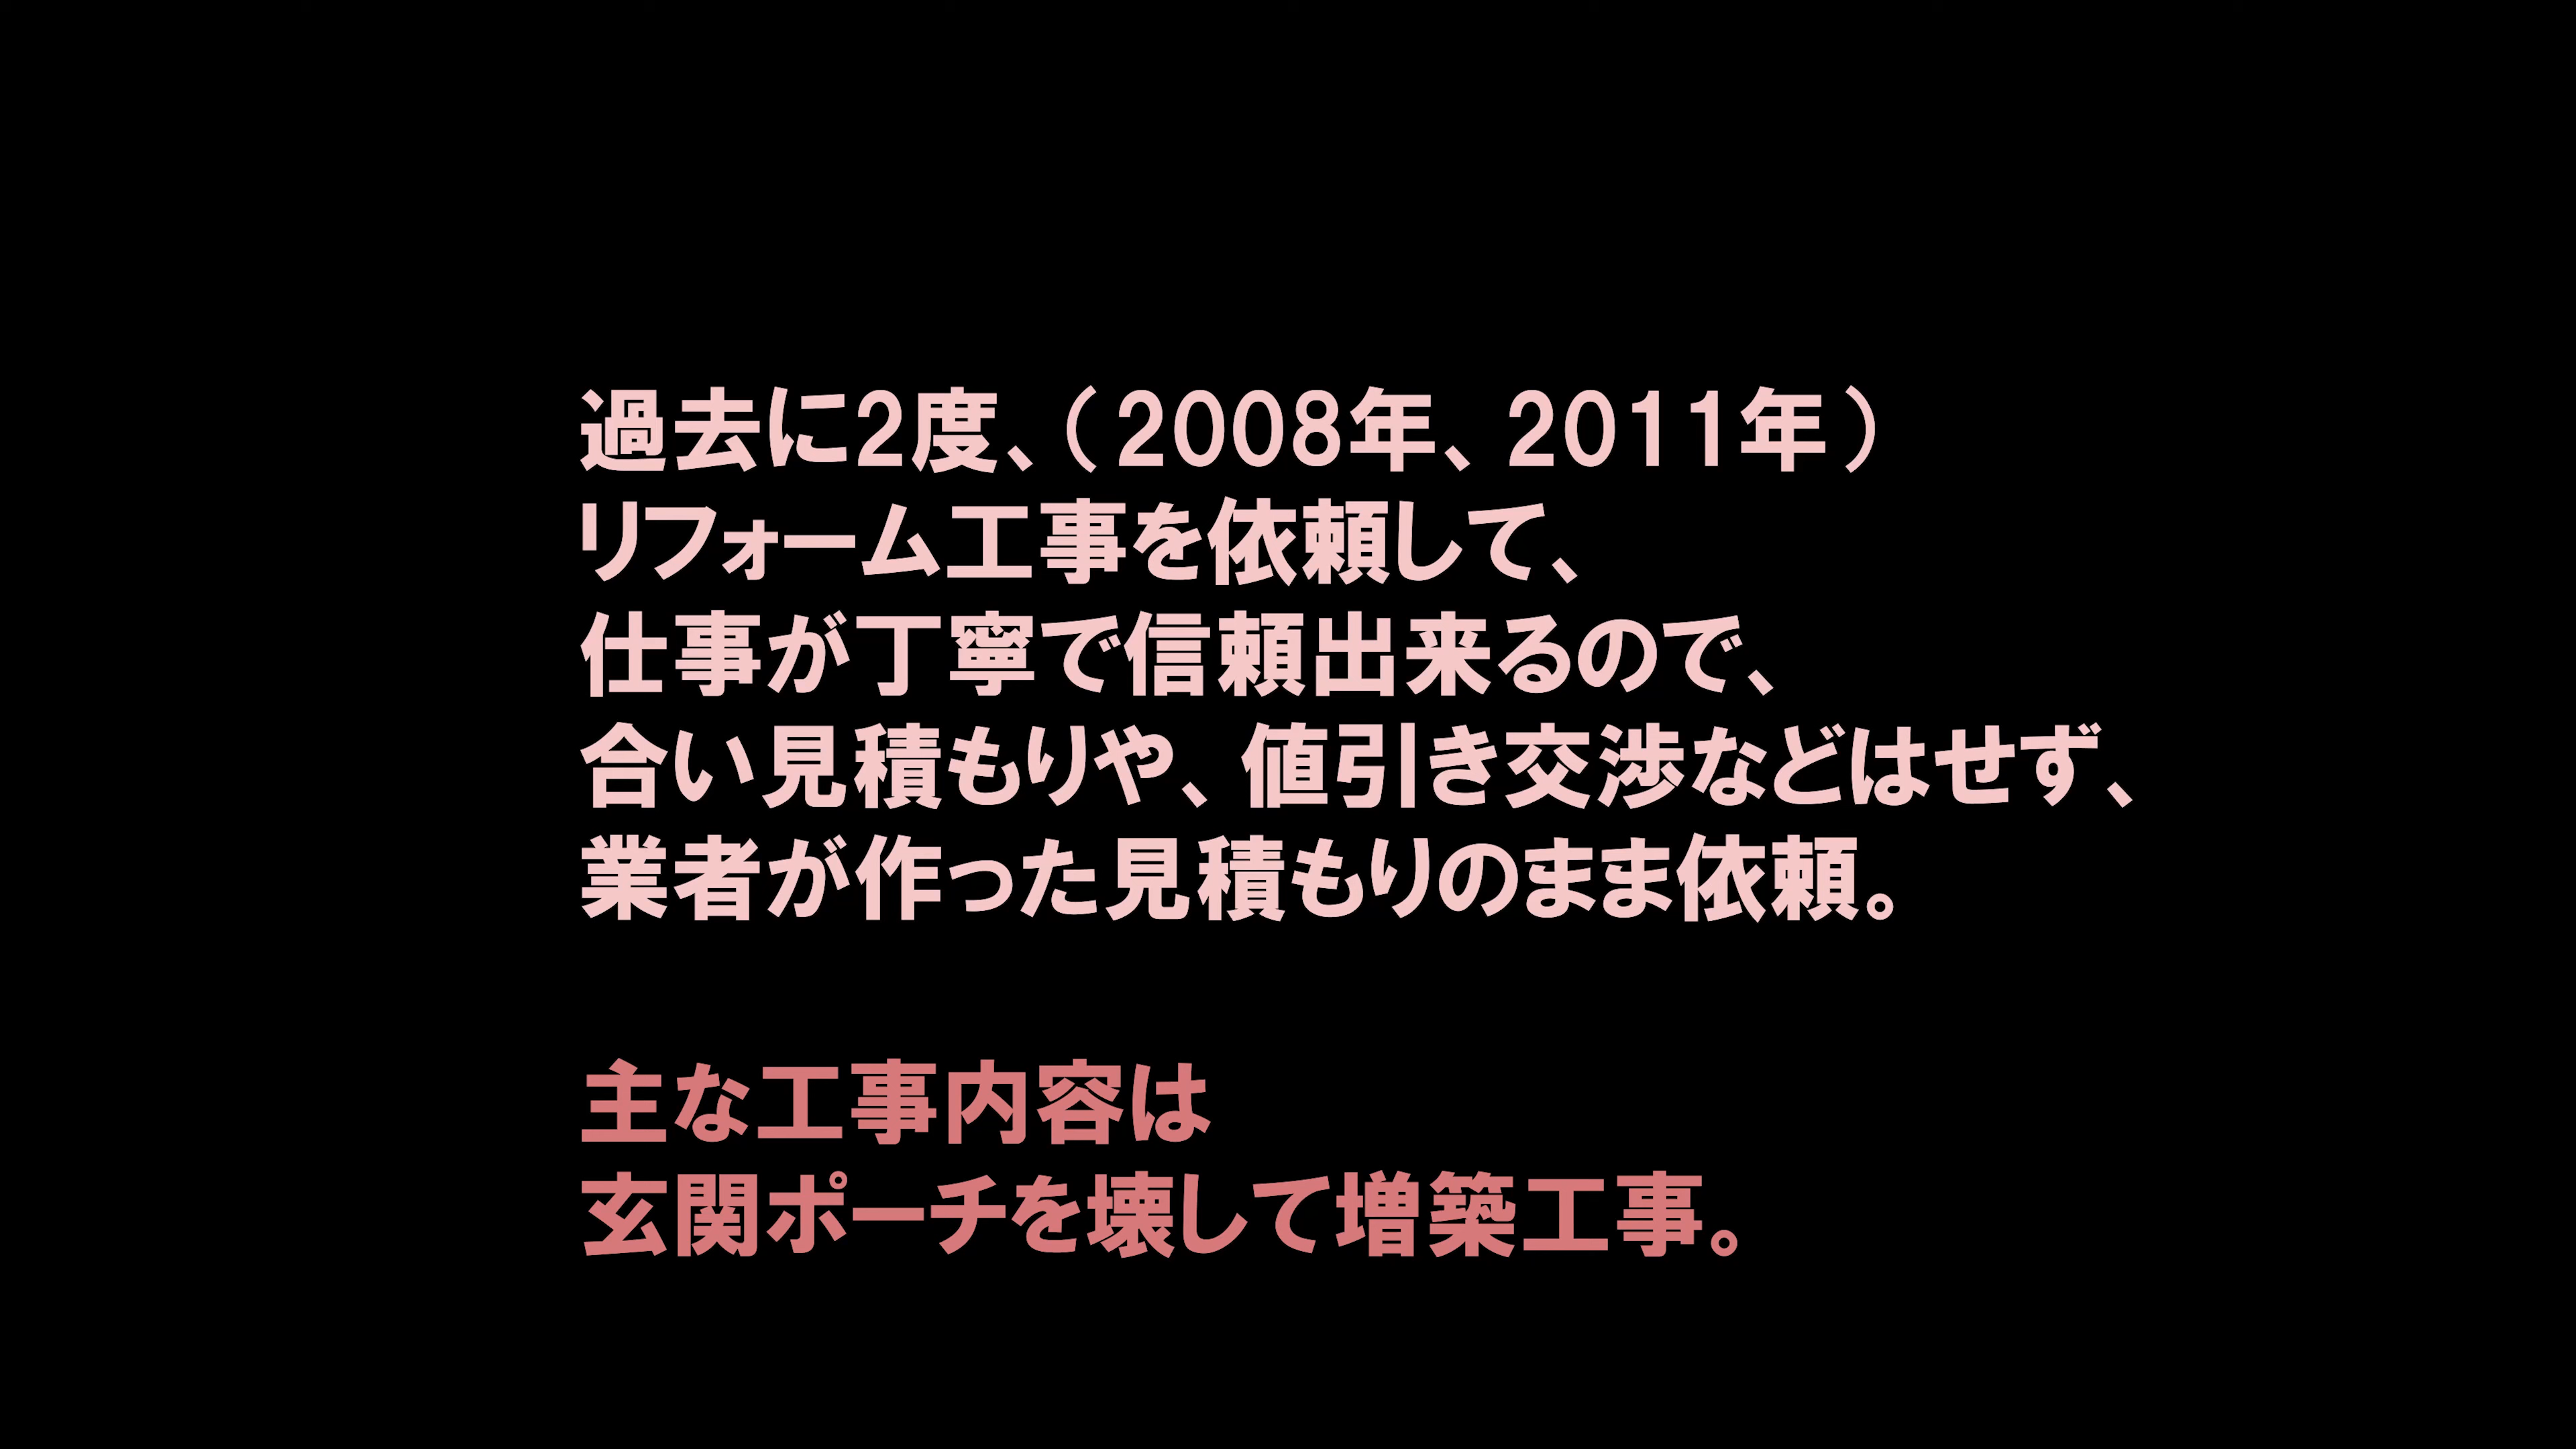 過去に2度、（2008年、2011年）
リフォーム工事を依頼して、
仕事が丁寧で信頼出来るので、
合い見積もりや、値引き交渉などはせず、
業者が作った見積もりのまま依頼。
主な工事内容は
玄関ポーチを壊して増築工事。